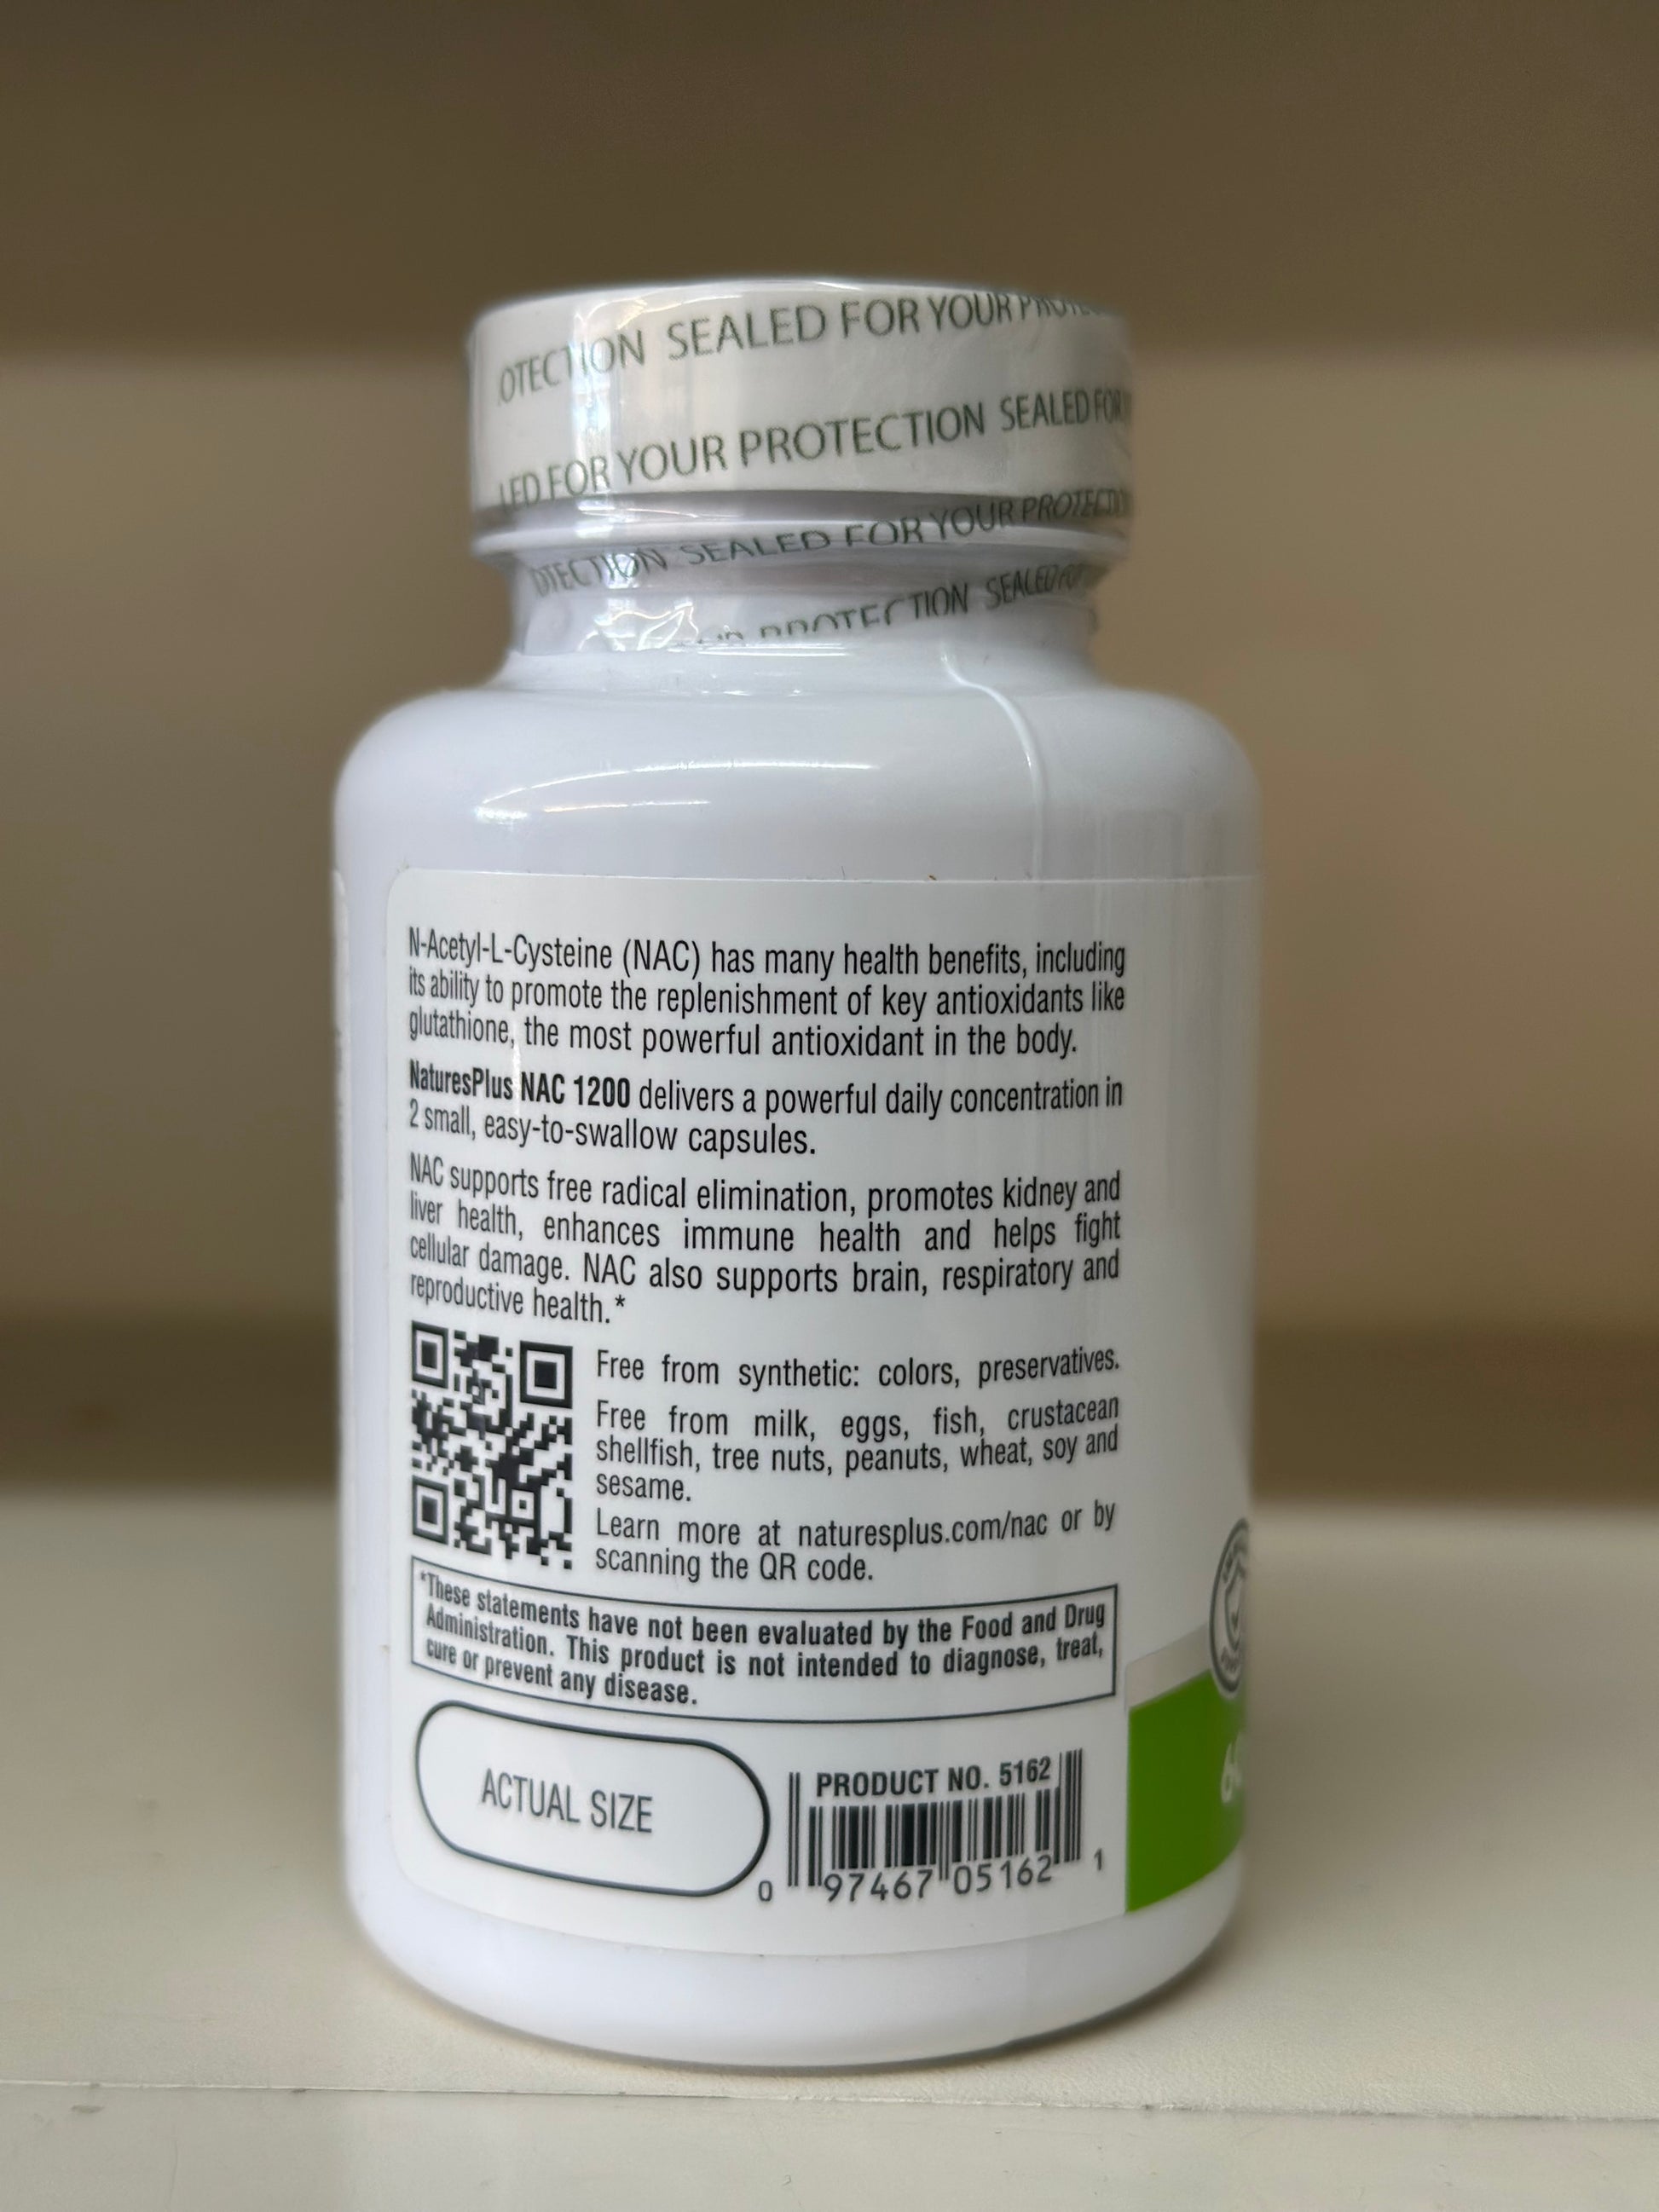 OTECTION SEALED FOR YOUR
FOR YOUR PROTECTION SEALED FOR
OTECTION SEALED FOR YOUR PROTECTION
PROTECTION SEALED FOR
N-Acetyl-L-Cysteine (NAC) has many health benefits, including
its ability to promote the replenishment of key antioxidants like
glutathione, the most powerful antioxidant in the body.
NaturesPlus NAC 1200 delivers a powerful daily concentration in
2 small, easy-to-swallow capsules.
NAC supports free radical elimination, promotes kidney and
liver health, enhances immune health and helps fight
cellular damage. NAC also supports brain, respiratory and
reproductive health.*
Free from synthetic: colors, preservatives.
Free from milk, eggs, fish, crustacean
shellfish, tree nuts, peanuts, wheat, soy and
sesame.
Learn more at naturesplus.com/nac or by
scanning the QR code.
*These statements have not been evaluated by the Food and Drug
Administration. This product is not intended to diagnose, treat,
cure or prevent any disease.
ACTUAL SIZE
PRODUCT NO. 5162
0 97467 05162 1